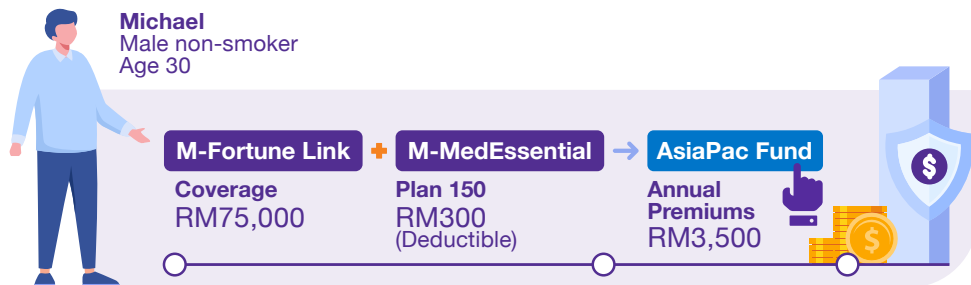 Michael
Male non-smoker
Age 30
M-Fortune Link + M-MedEssential → AsiaPac Fund
Coverage
RM75,000
Plan 150
RM300
(Deductible)
Annual
Premiums
RM3,500
$
$